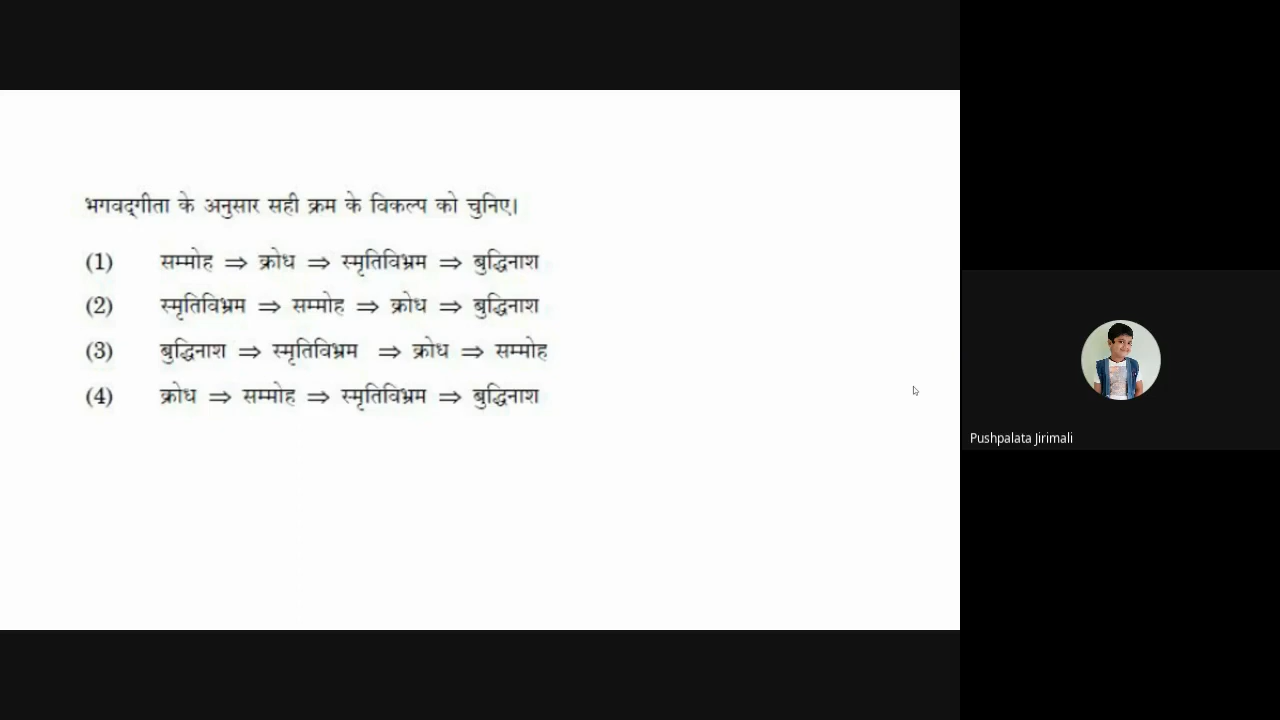 भगवद्‌गीता के अनुसार सही क्रम के विकल्प को चुनिए।
(1) सम्मोह ⇒ क्रोध ⇒ स्मृतिविभ्रम ⇒ बुद्धिनाश
(2) स्मृतिविभ्रम ⇒ सम्मोह ⇒ क्रोध ⇒ बुद्धिनाश
(3) बुद्धिनाश ⇒ स्मृतिविभ्रम ⇒ क्रोध ⇒ सम्मोह
(4) क्रोध ⇒ सम्मोह ⇒ स्मृतिविभ्रम ⇒ बुद्धिनाश
Pushpalata Jirimali